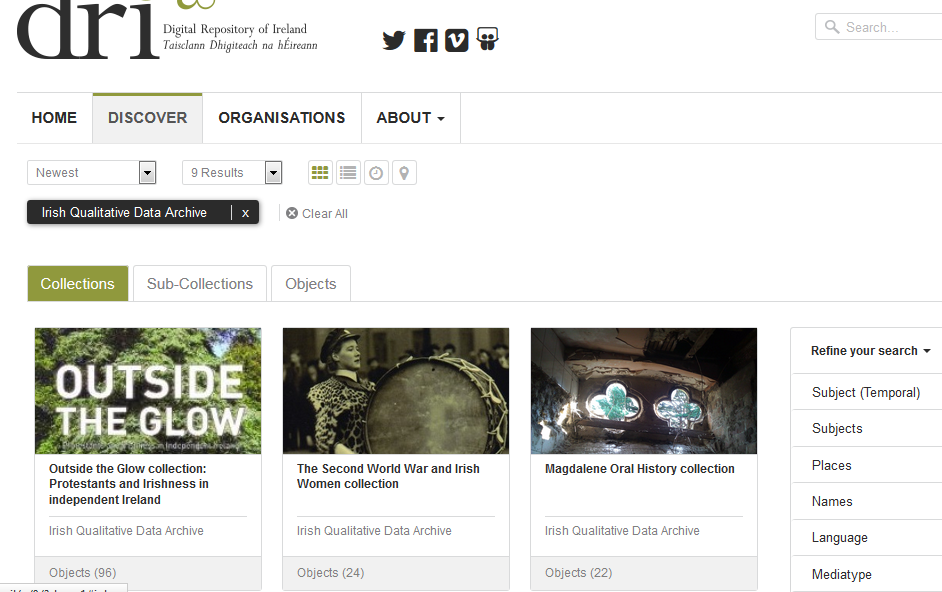 dri
Digital Repository of Ireland
Taisclann Dhigiteach na hÉireann
Search...
HOME
DISCOVER
ORGANISATIONS
ABOUT
Newest
9 Results
Irish Qualitative Data Archive x
Clear All
Collections
Sub-Collections
Objects
OUTSIDE
THE GLOW
Outside the Glow collection:
Protestants and Irishness in
independent Ireland
Irish Qualitative Data Archive
Objects (96)
The Second World War and Irish
Women collection
Irish Qualitative Data Archive
Objects (24)
Magdalene Oral History collection
Irish Qualitative Data Archive
Objects (22)
Refine your search
Subject (Temporal)
Subjects
Places
Names
Language
Mediatype